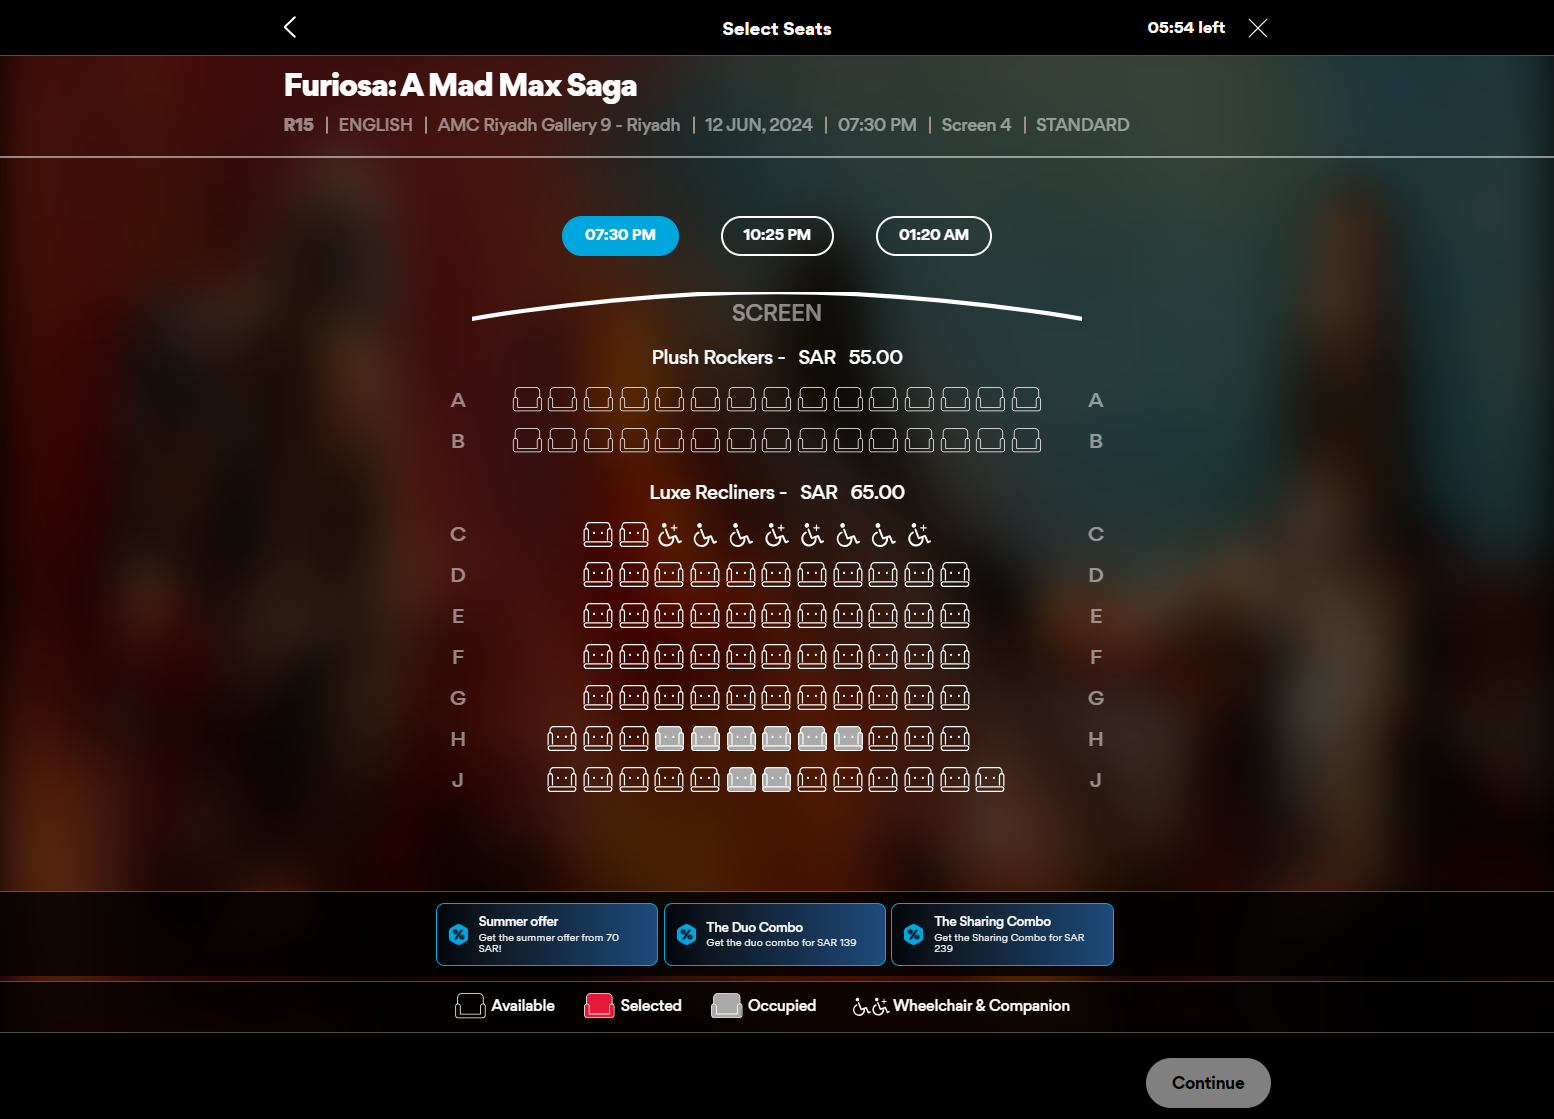 Select Seats
05:54 left
Furiosa: A Mad Max Saga
R15 | ENGLISH | AMC Riyadh Gallery 9 - Riyadh | 12 JUN, 2024 | 07:30 PM | Screen 4 | STANDARD
07:30 PM
10:25 PM
01:20 AM
SCREEN
Plush Rockers - SAR 55.00
A A
B B
Luxe Recliners - SAR 65.00
C C
D D
E E
F F
G G
H H
J J
Summer offer
Get the summer offer from 70
SAR!
The Duo Combo
Get the duo combo for SAR 139
The Sharing Combo
Get the Sharing Combo for SAR
239
Available
Selected
Occupied
Wheelchair & Companion
Continue